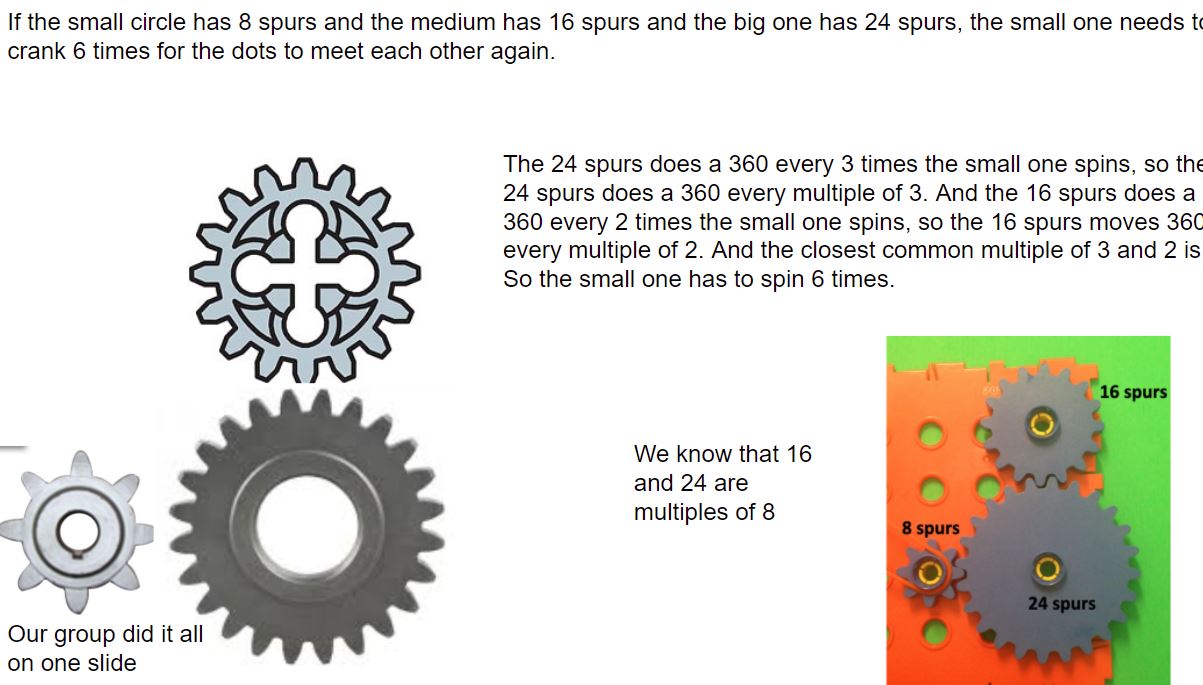 If the small circle has 8 spurs and the medium has 16 spurs and the big one has 24 spurs, the small one needs
crank 6 times for the dots to meet each other again.
The 24 spurs does a 360 every 3 times the small one spins, so
24 spurs does a 360 every multiple of 3. And the 16 spurs does a
360 every 2 times the small one spins, so the 16 spurs moves 360
every multiple of 2. And the closest common multiple of 3 and 2 is
So the small one has to spin 6 times.
16 spurs
We know that 16
and 24 are
multiples of 8
8 spurs
24 spurs
Our group did it all
on one slide